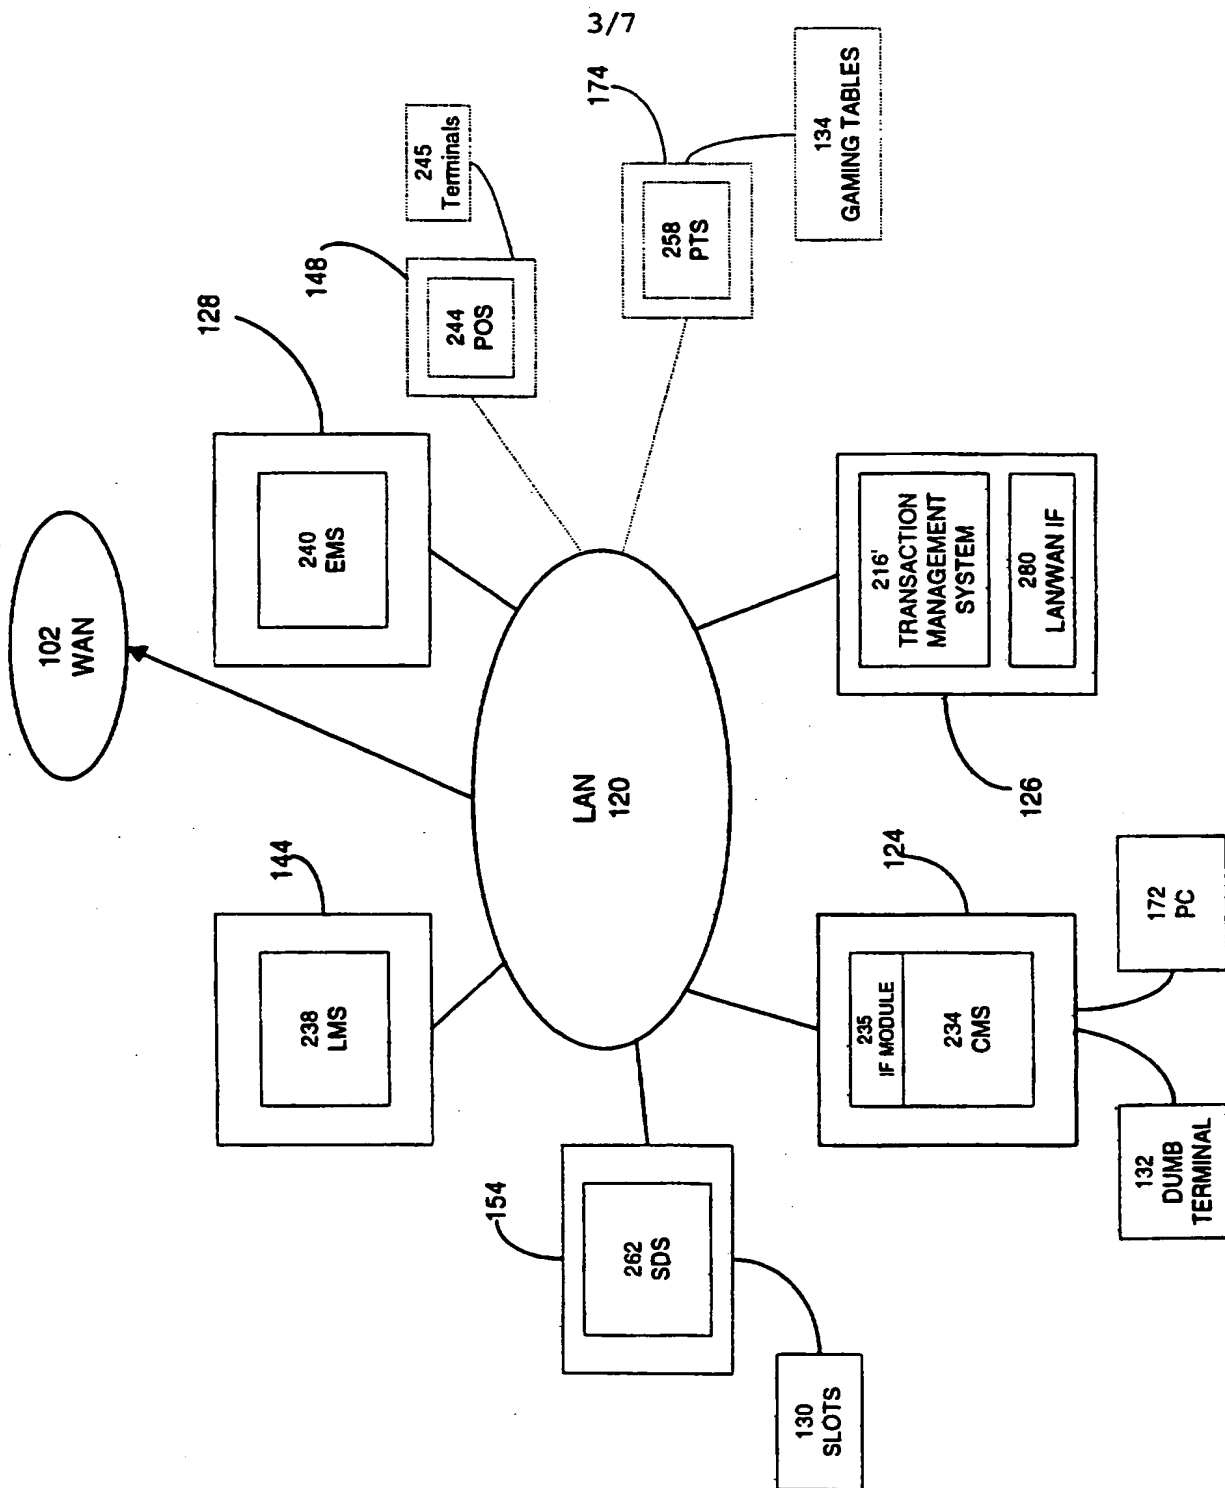 3/7
102
WAN
128
240
EMS
148
244
POS
245
Terminals
174
258
PTS
134
GAMING TABLES
144
238
LMS
LAN
120
216'
TRANSACTION
MANAGEMENT
SYSTEM
280
LAN/WAN IF
126
154
262
SDS
130
SLOTS
124
235
IF MODULE
234
CMS
132
DUMB
TERMINAL
172
PC